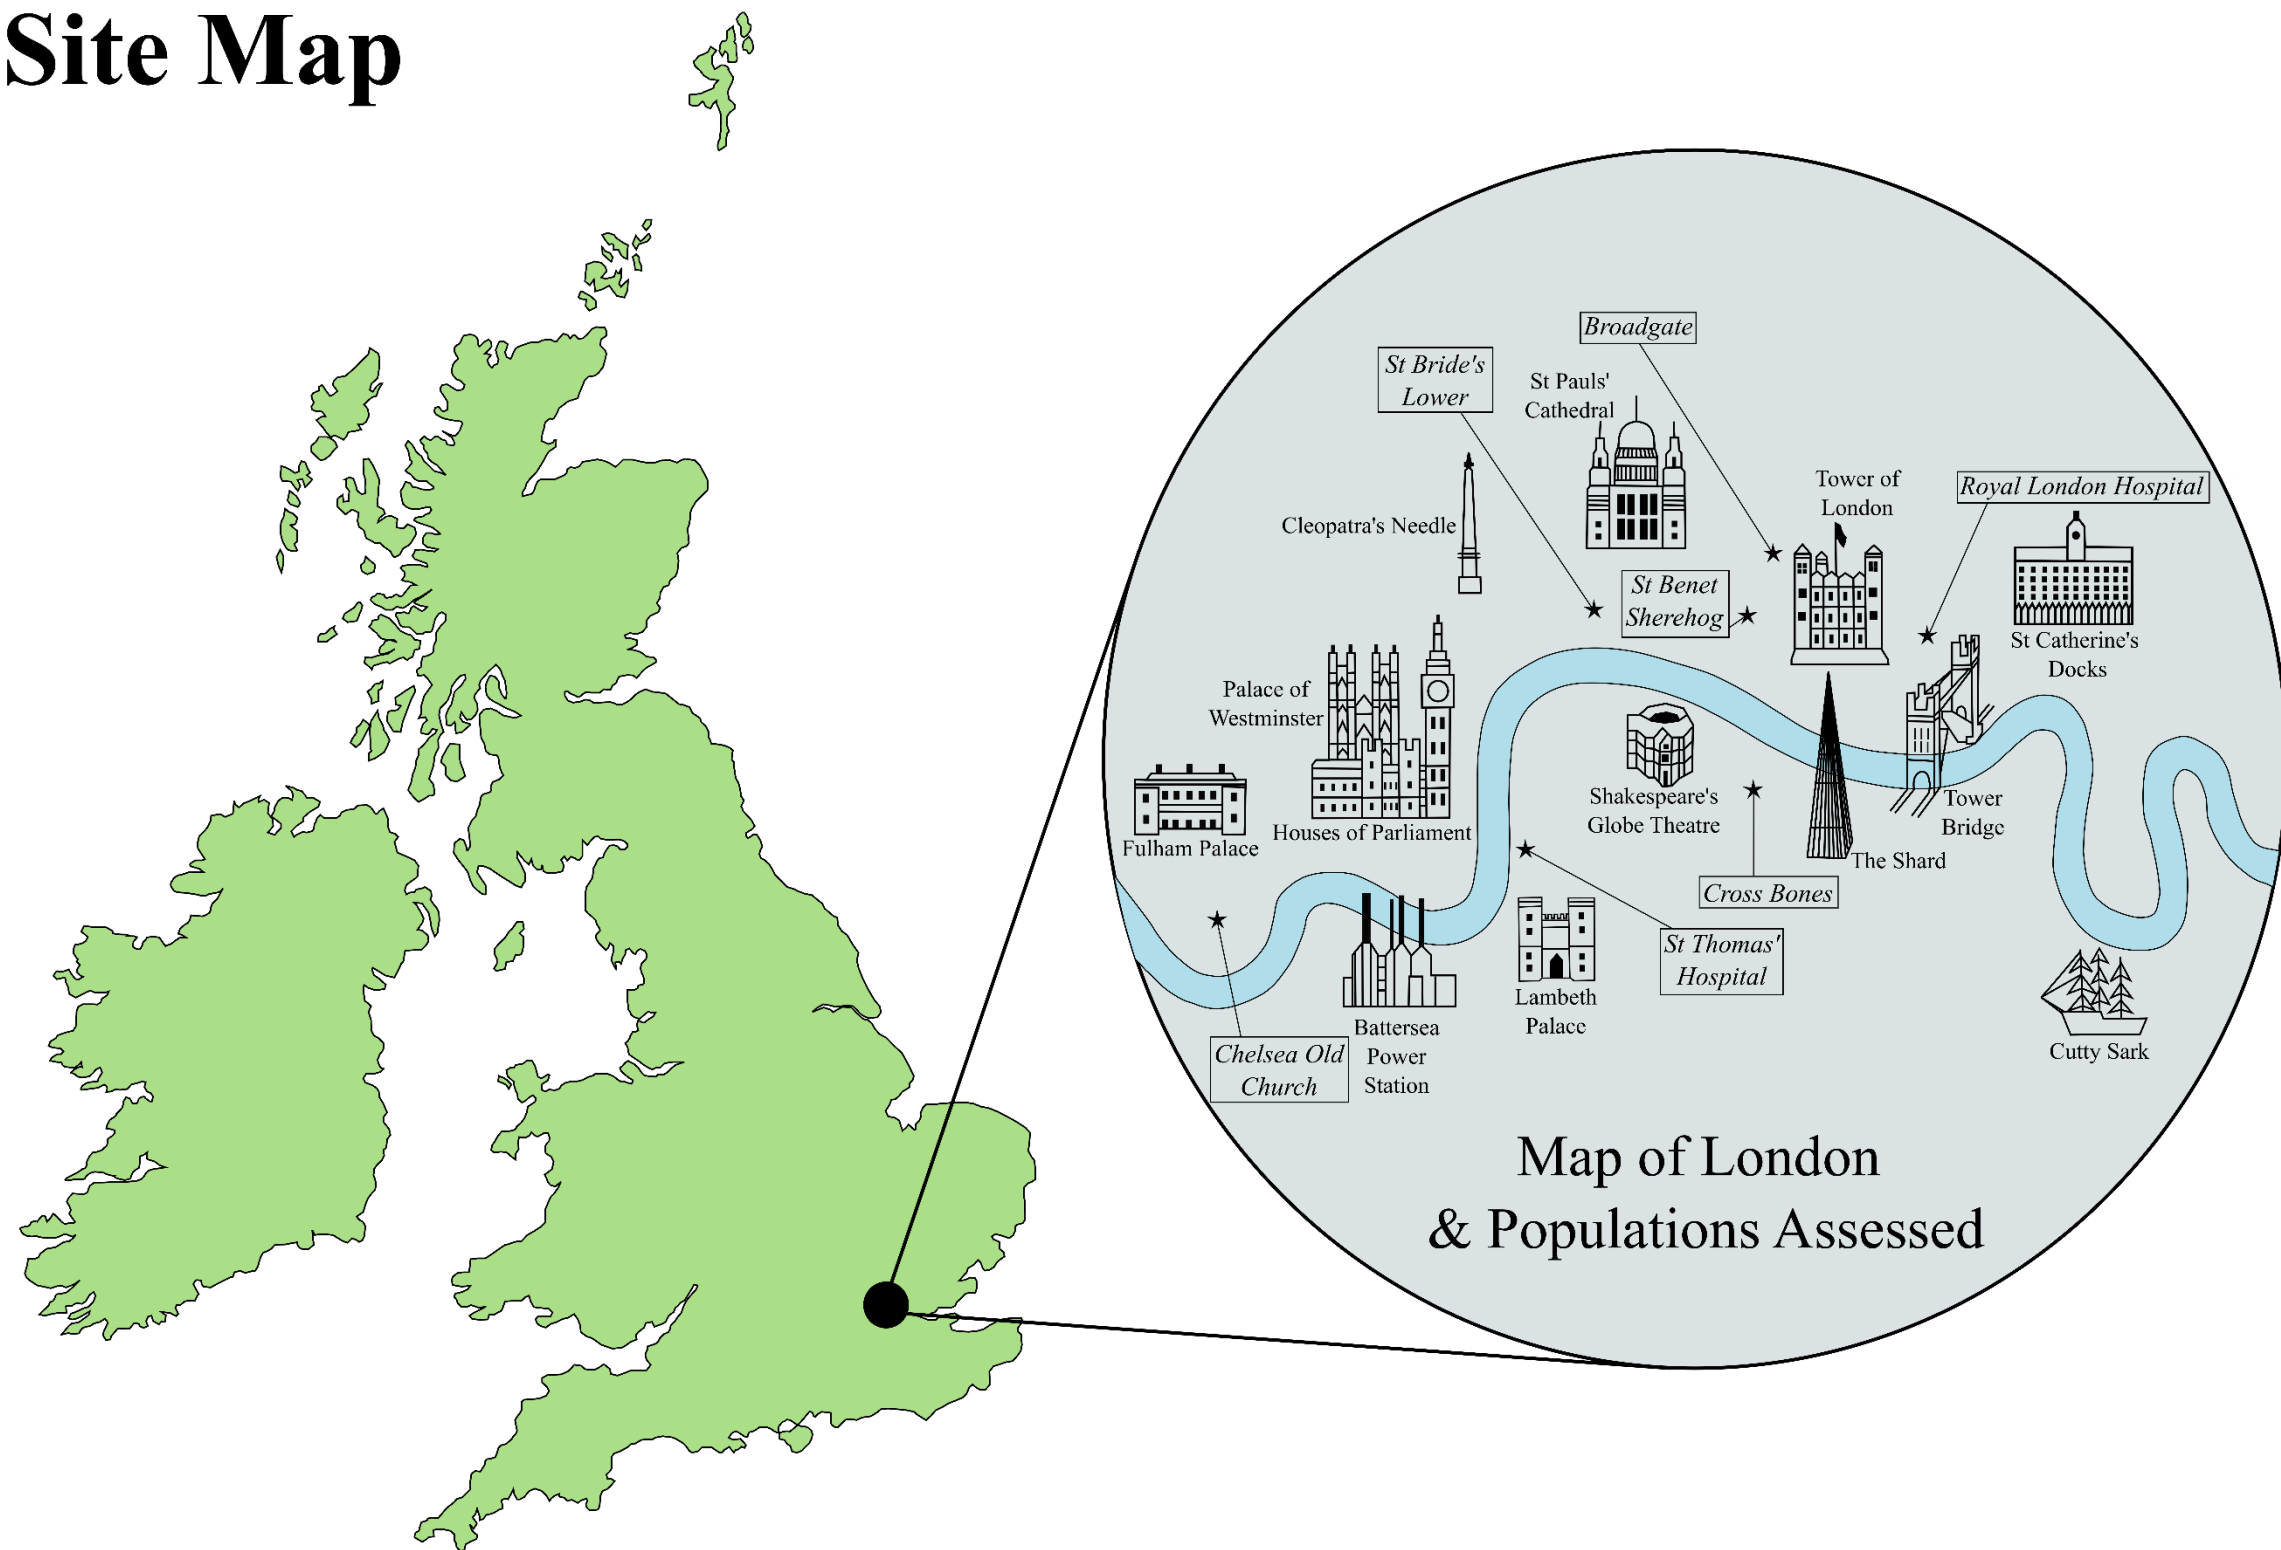 Site Map
Broadgate
St Bride's
Lower
St Pauls'
Cathedral
Tower of
London
Royal London Hospital
Cleopatra's Needle
St Benet
Sherehog
St Catherine's
Docks
Palace of
Westminster
Shakespeare's
Globe Theatre
Tower
Bridge
Houses of Parliament
Fulham Palace
The Shard
Cross Bones
St Thomas'
Hospital
Lambeth
Palace
Battersea
Power
Station
Chelsea Old
Church
Cutty Sark
Map of London
& Populations Assessed